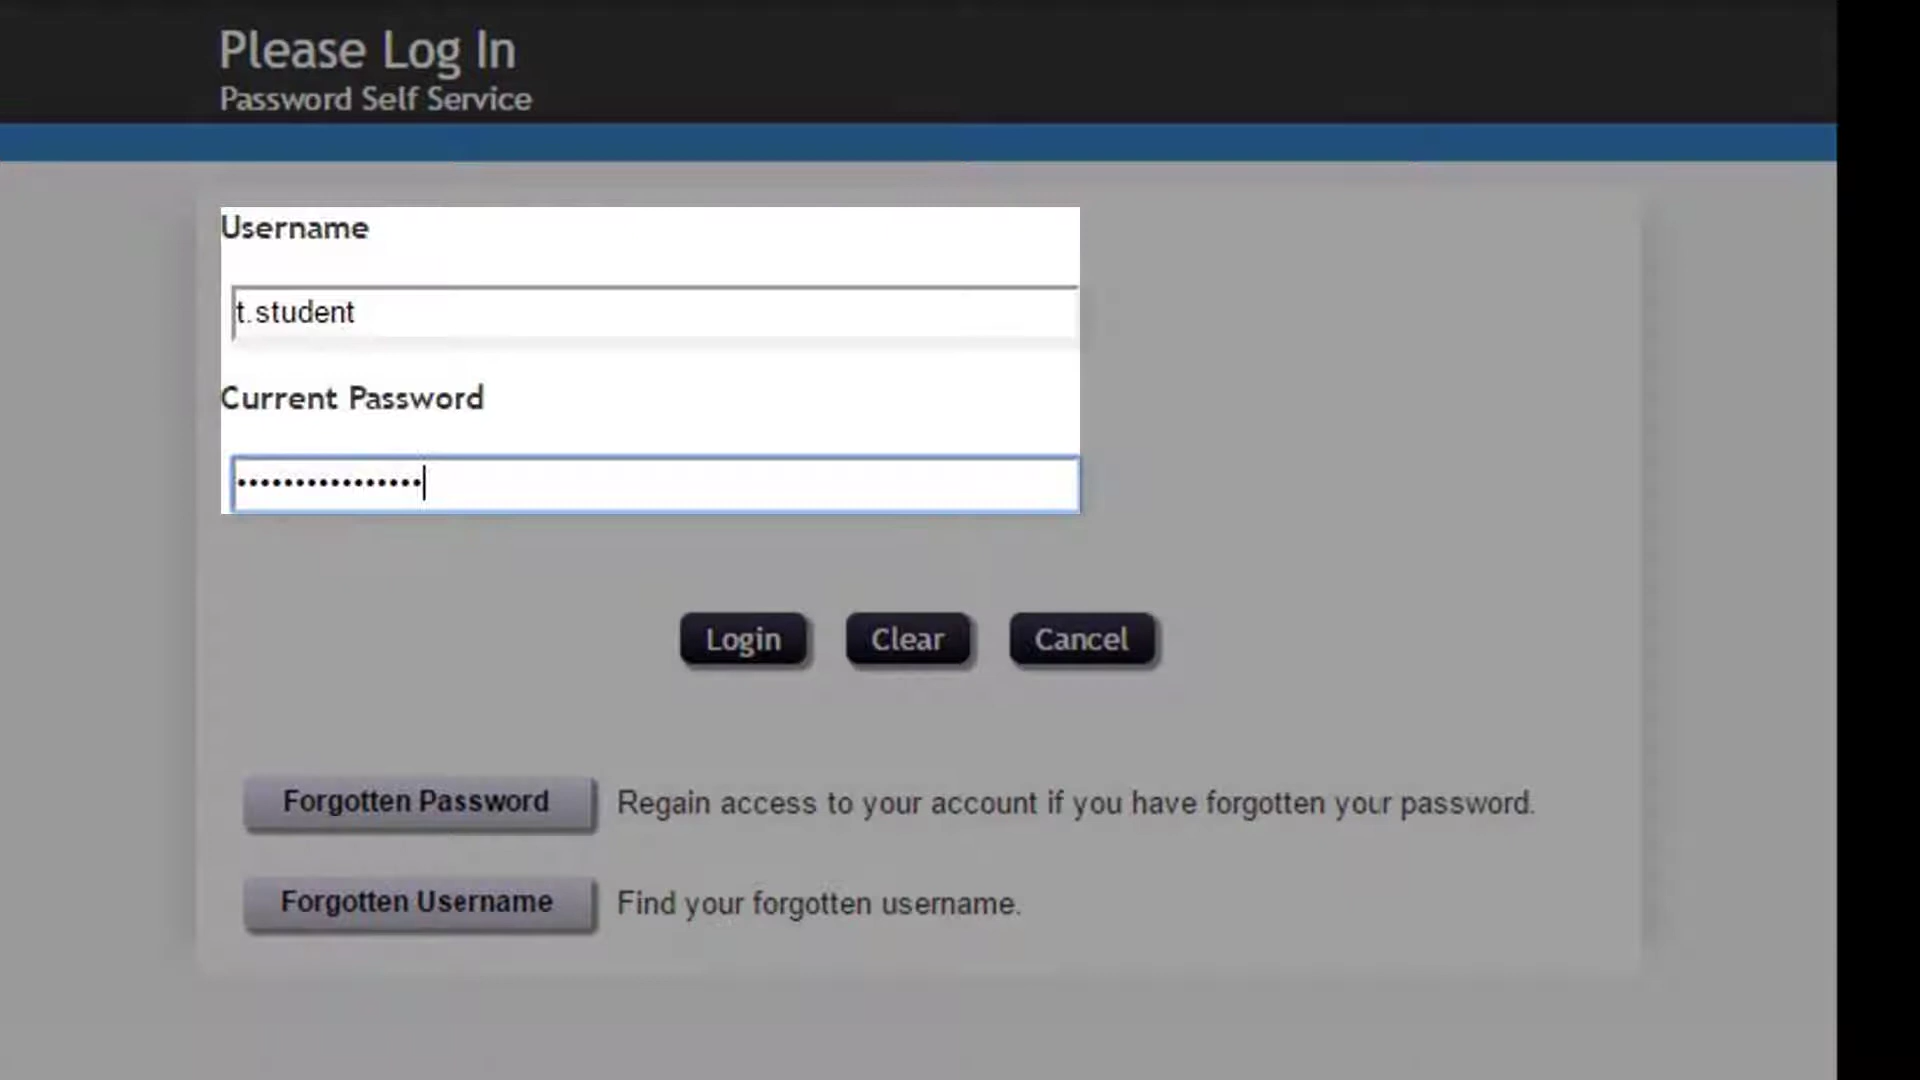 Please Log In
Password Self Service
Username
t.student
Current Password
••••••••••••••••
Login Clear Cancel
Forgotten Password Regain access to your account if you have forgotten your password.
Forgotten Username Find your forgotten username.